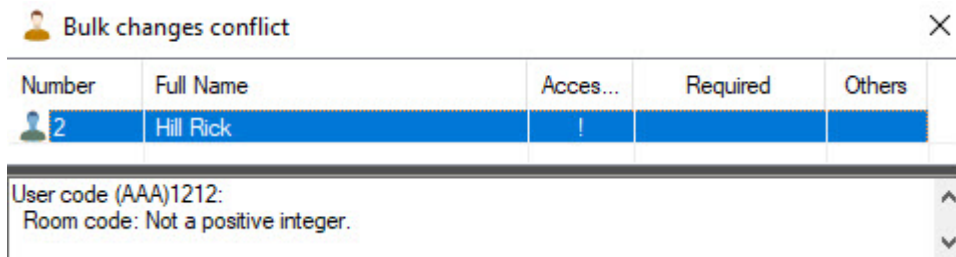 Bulk changes conflict
Number Full Name Acces... Required Others
2 Hill Rick !
User code (AAA)1212:
Room code: Not a positive integer.